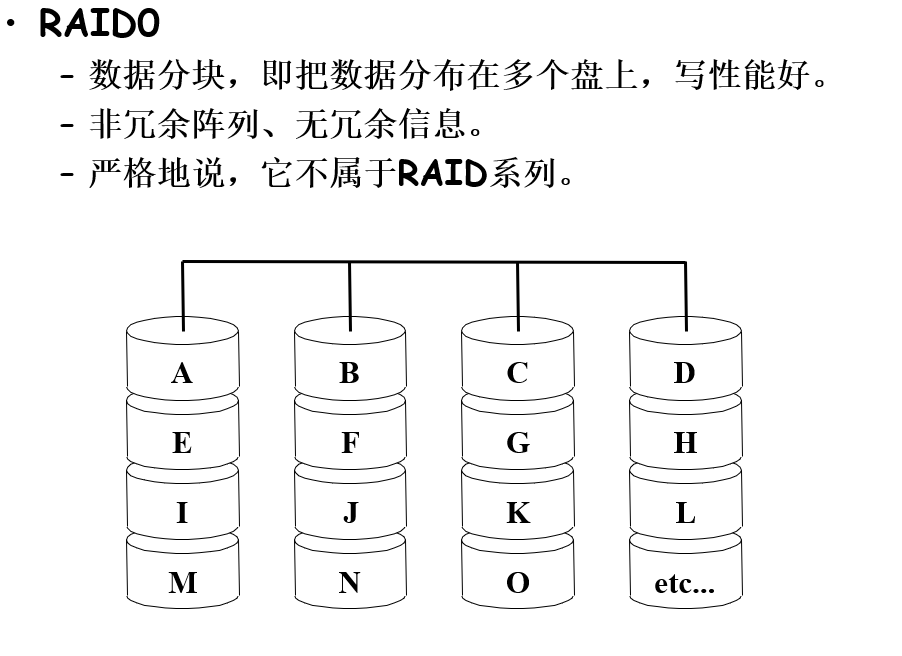 • RAID0
– 数据分块，即把数据分布在多个盘上，写性能好。
– 非冗余阵列、无冗余信息。
– 严格地说，它不属于RAID系列。
A B C D
E F G H
I J K L
M N O etc...